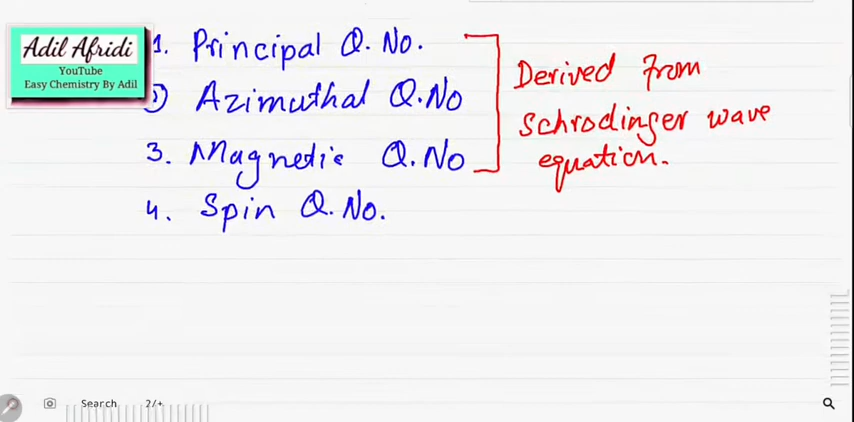 Adil Afridi
YouTube
Easy Chemistry By Adil
1. Principal Q. No.
Azimuthal Q.No
3. Magnetic Q.No
4. Spin Q.No.
Derived from
Schrodinger wave
equation.
Search 2/+